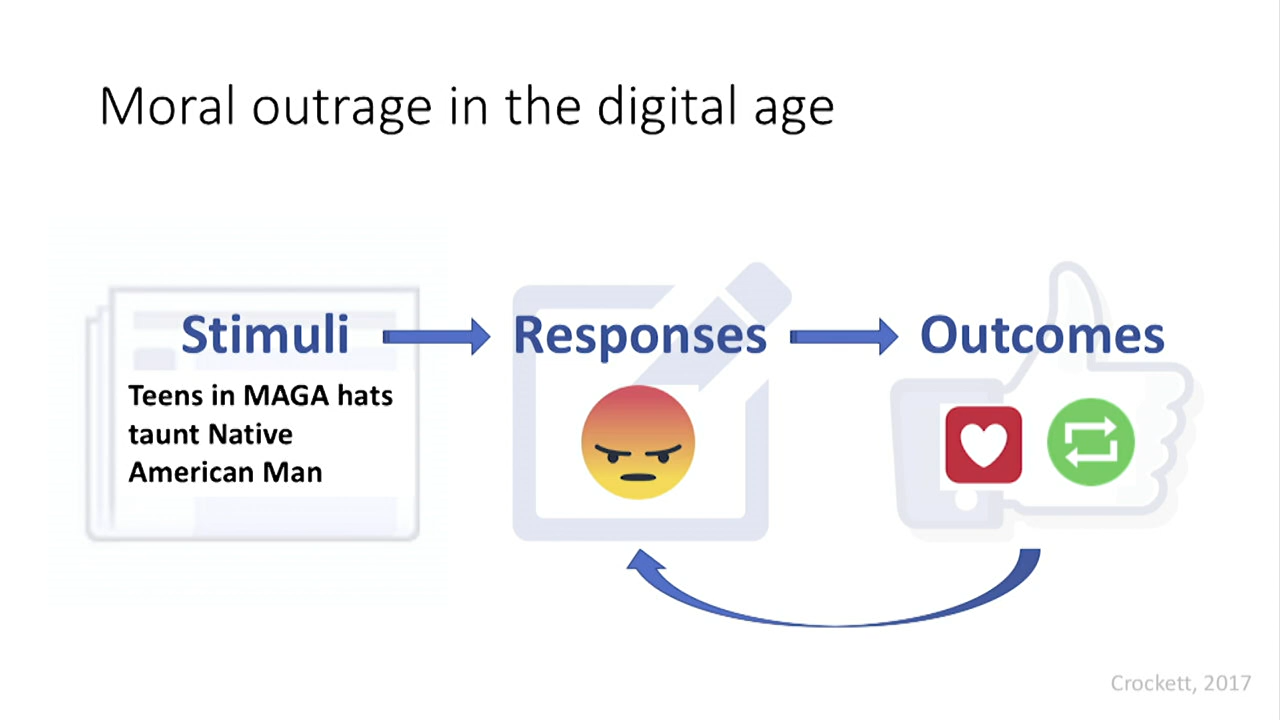 Moral outrage in the digital age
Stimuli
Teens in MAGA hats
taunt Native
American Man
Responses
Outcomes
Crockett, 2017